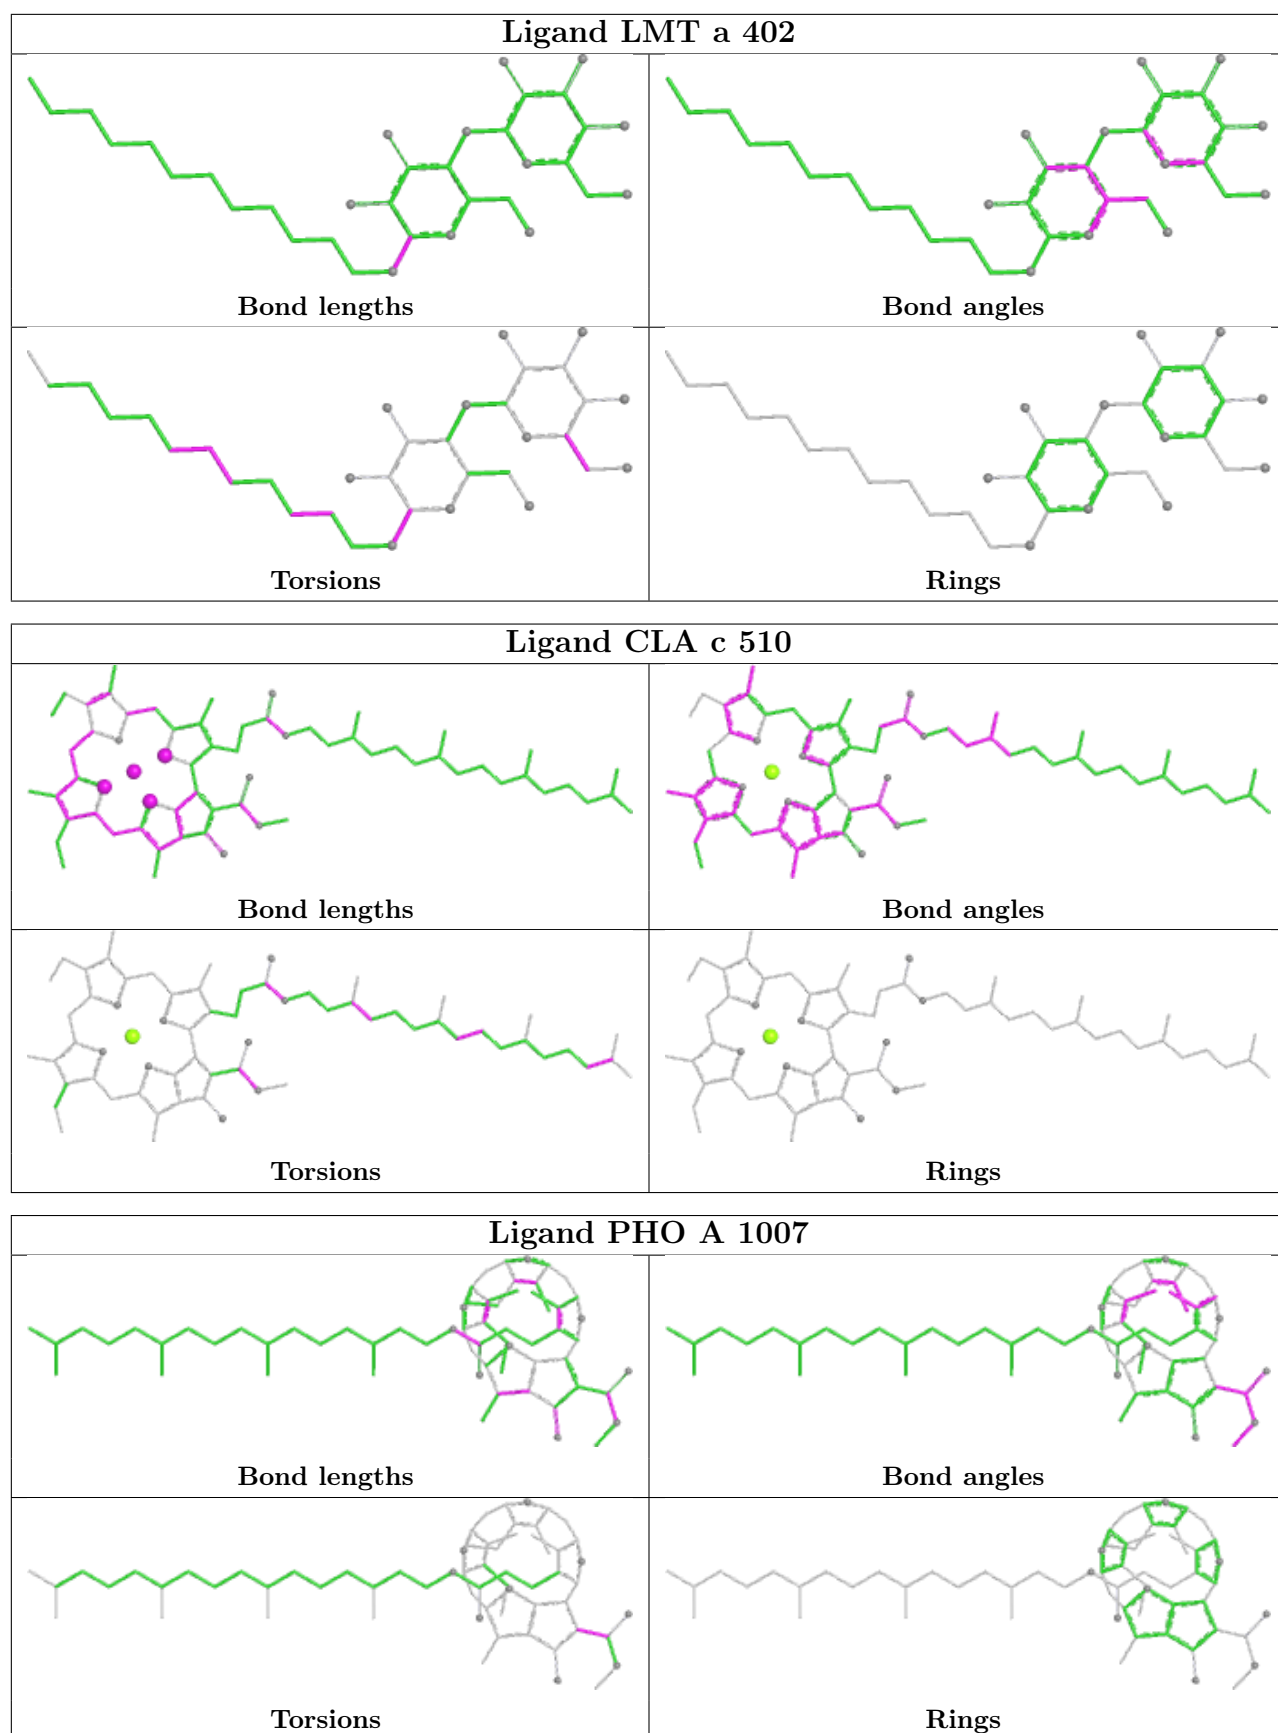 Ligand LMT a 402
Bond lengths
Bond angles
Torsions
Rings
Ligand CLA c 510
Bond lengths
Bond angles
Torsions
Rings
Ligand PHO A 1007
Bond lengths
Bond angles
Torsions
Rings